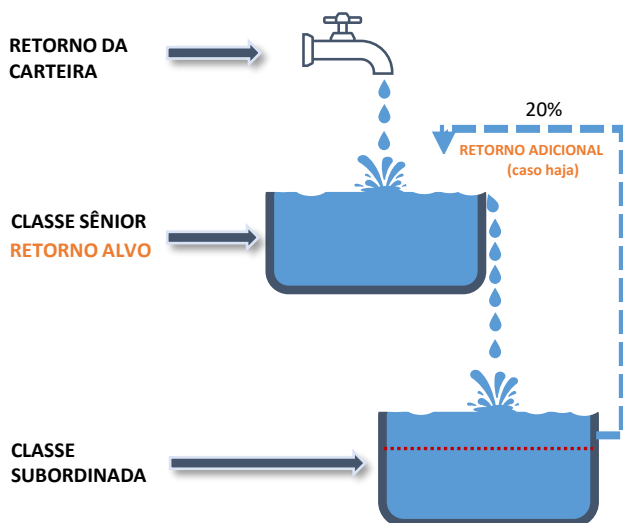 RETORNO DA
CARTEIRA
20%
RETORNO ADICIONAL
(caso haja)
CLASSE SÊNIOR
RETORNO ALVO
CLASSE
SUBORDINADA